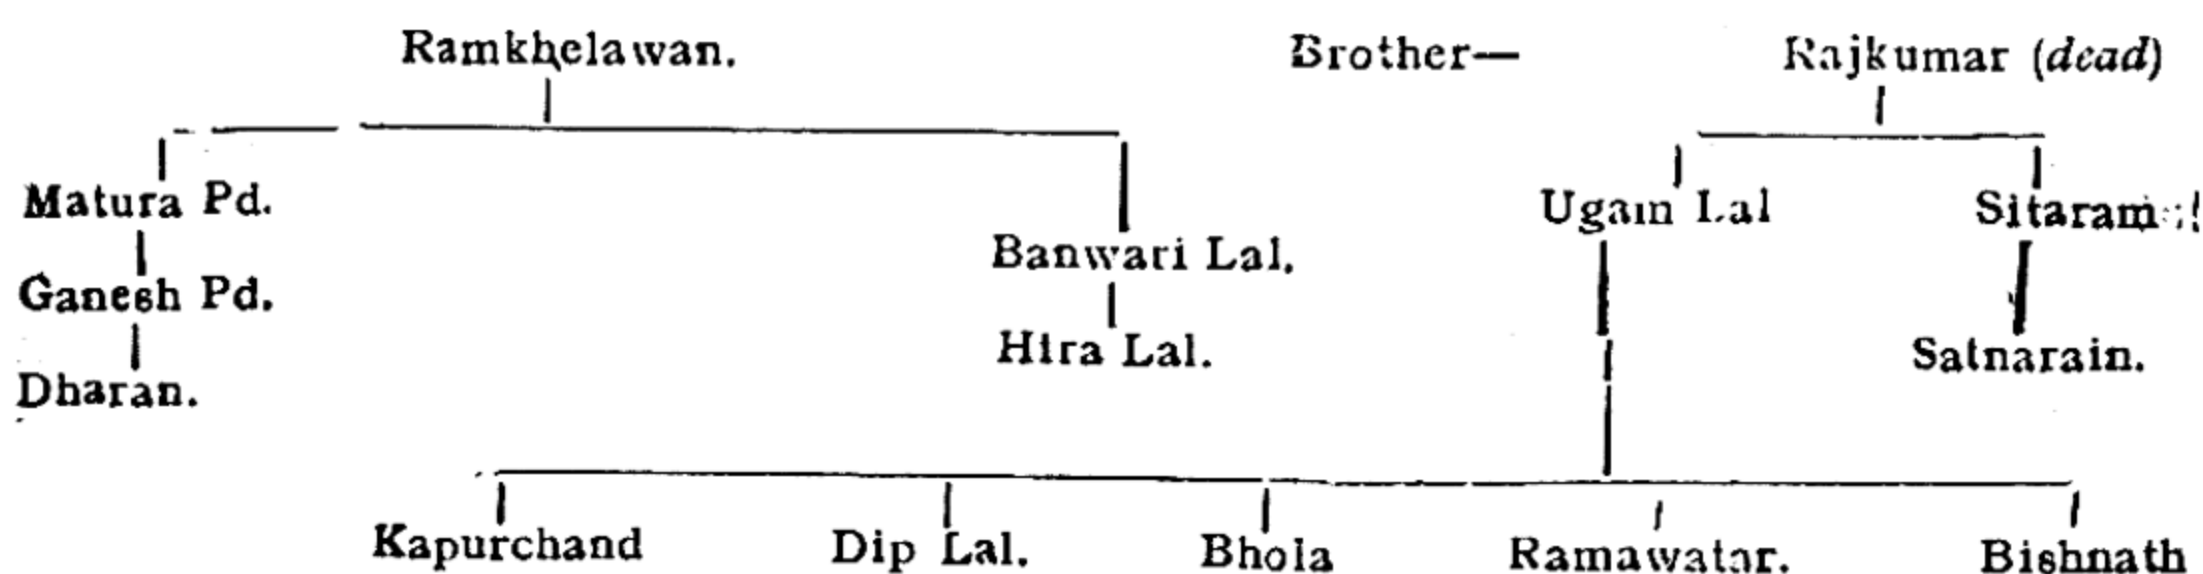 Ramkhelawan. Brother— Rajkumar (dead)
Matura Pd. Ugam Lal Sitaram
Banwari Lal.
Ganesh Pd.
Hira Lal. Satnarain.
Dharan.
Kapurchand Dip Lal. Bhola Ramawatar. Bishnath